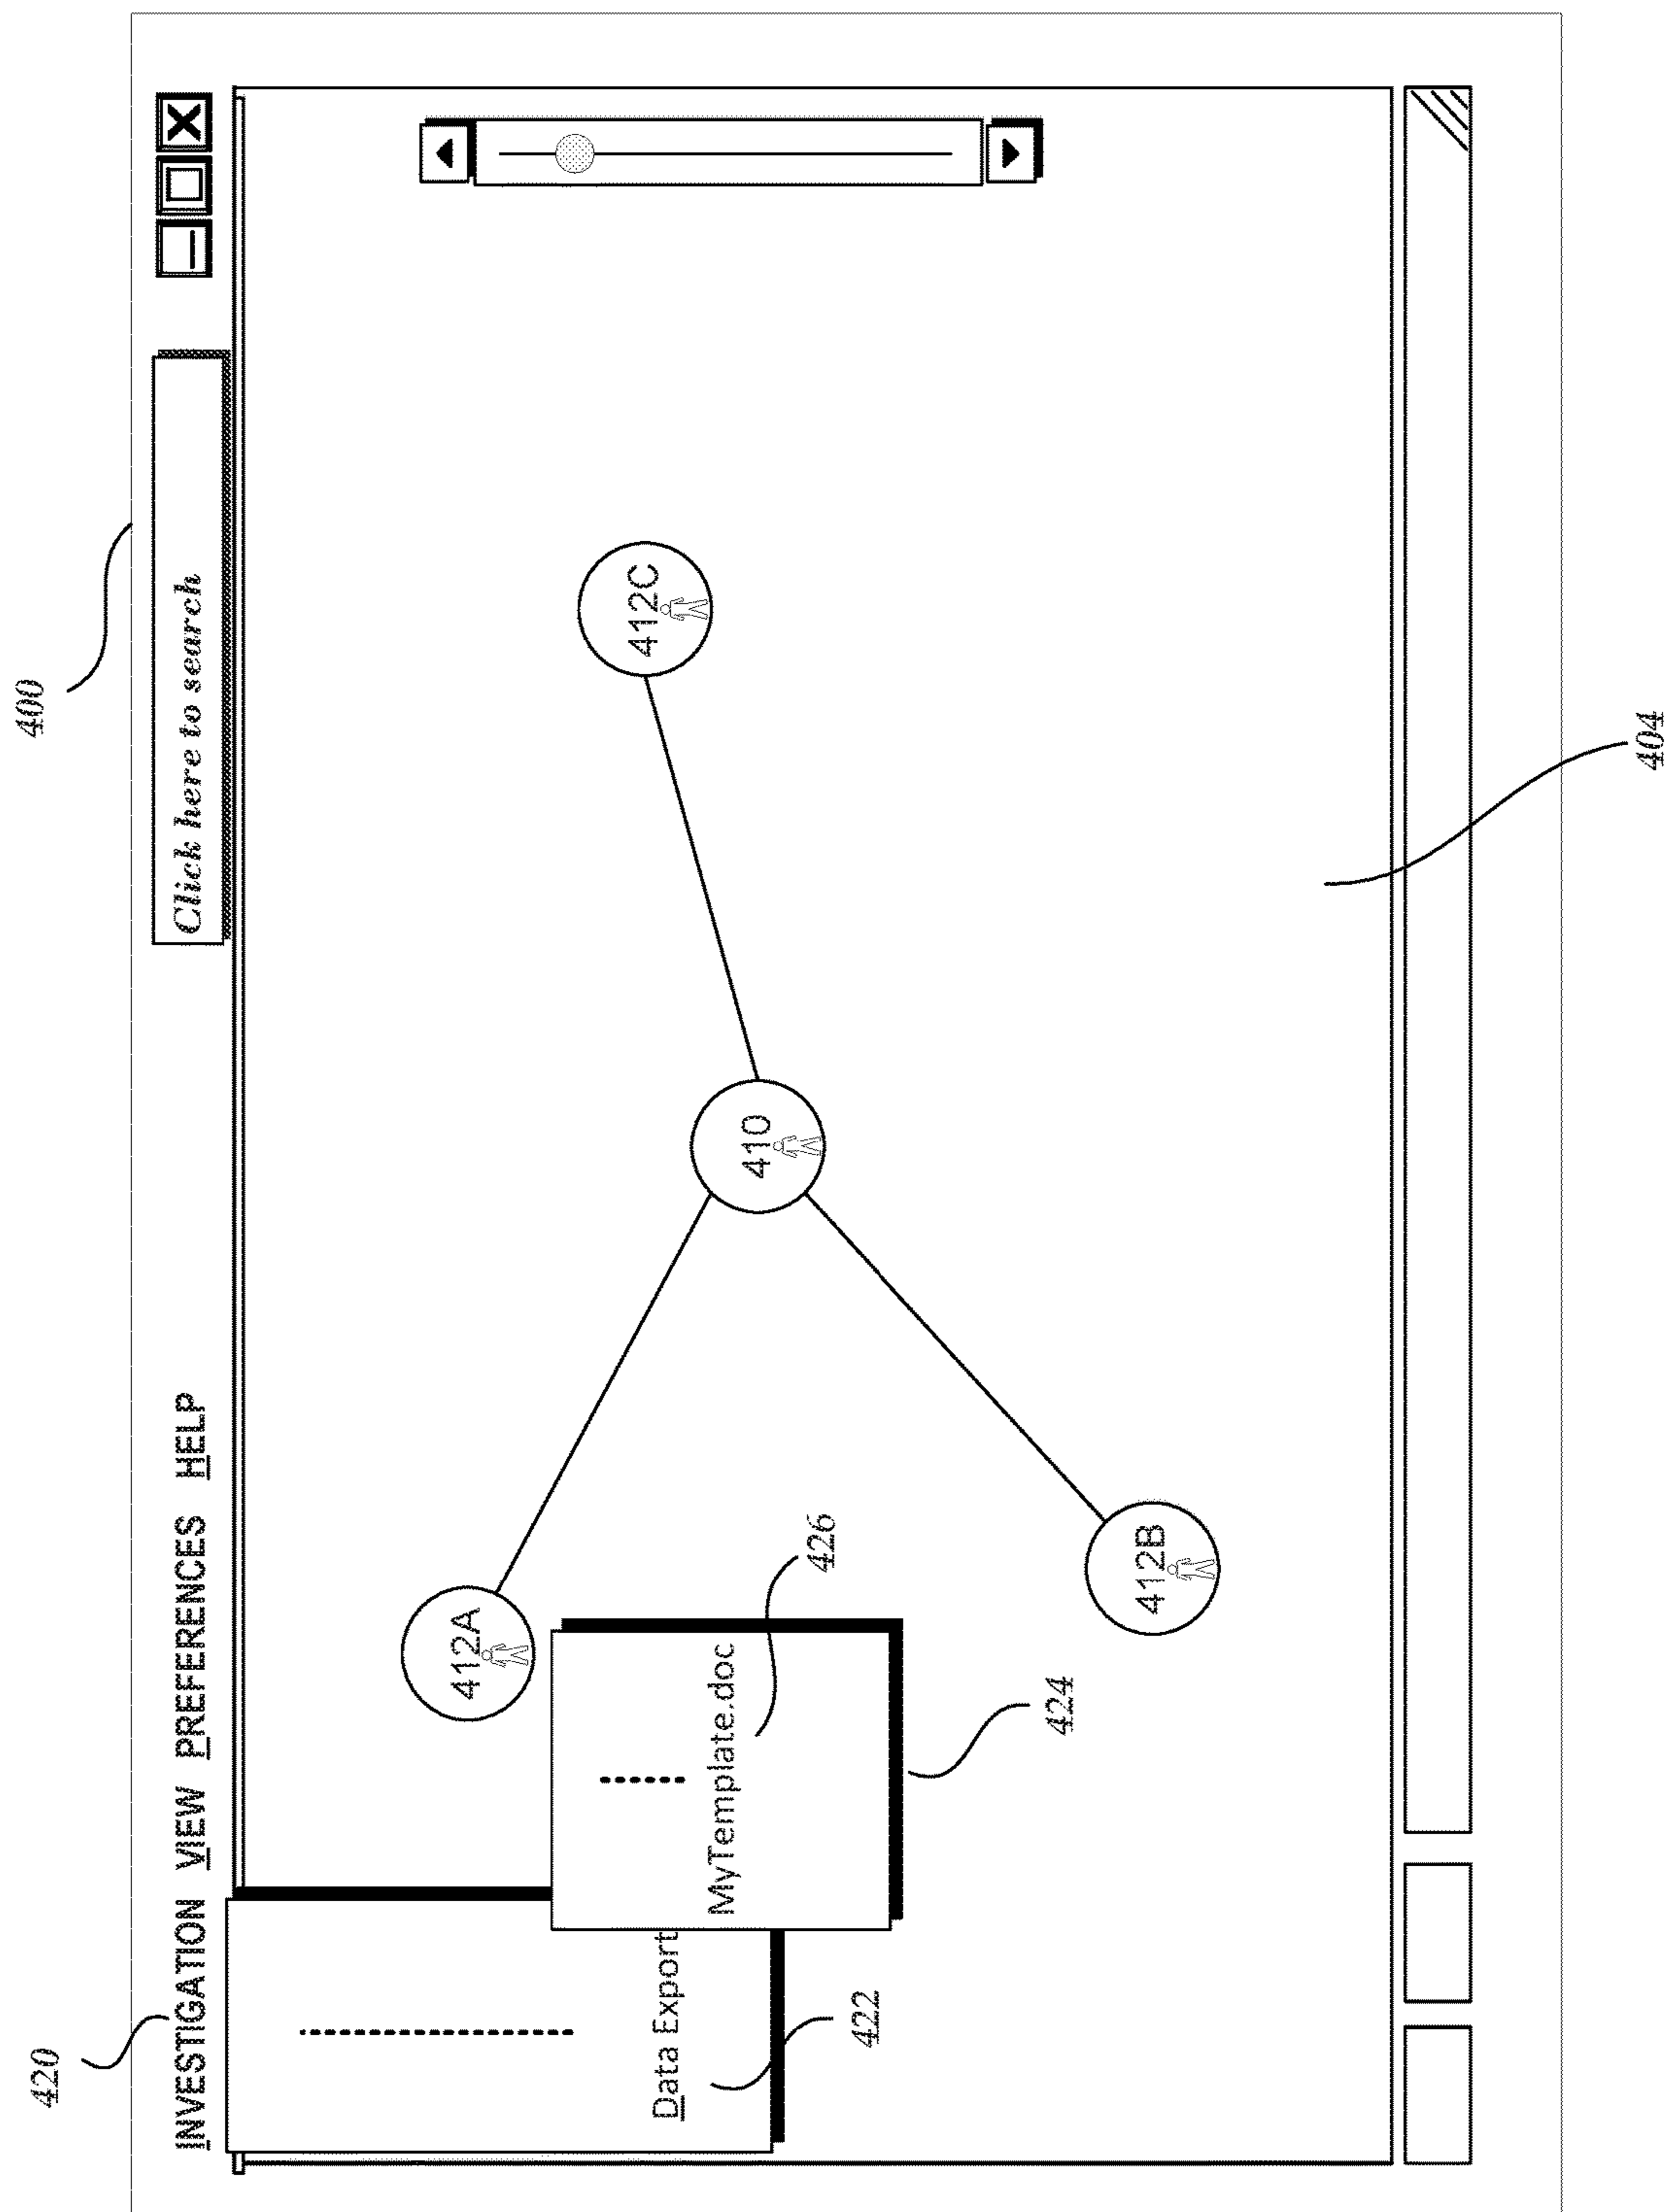 400
420
INVESTIGATION VIEW PREFERENCES HELP
Click here to search
412A
412C
410
Data Export
MyTemplate.doc
426
422
424
412B
404